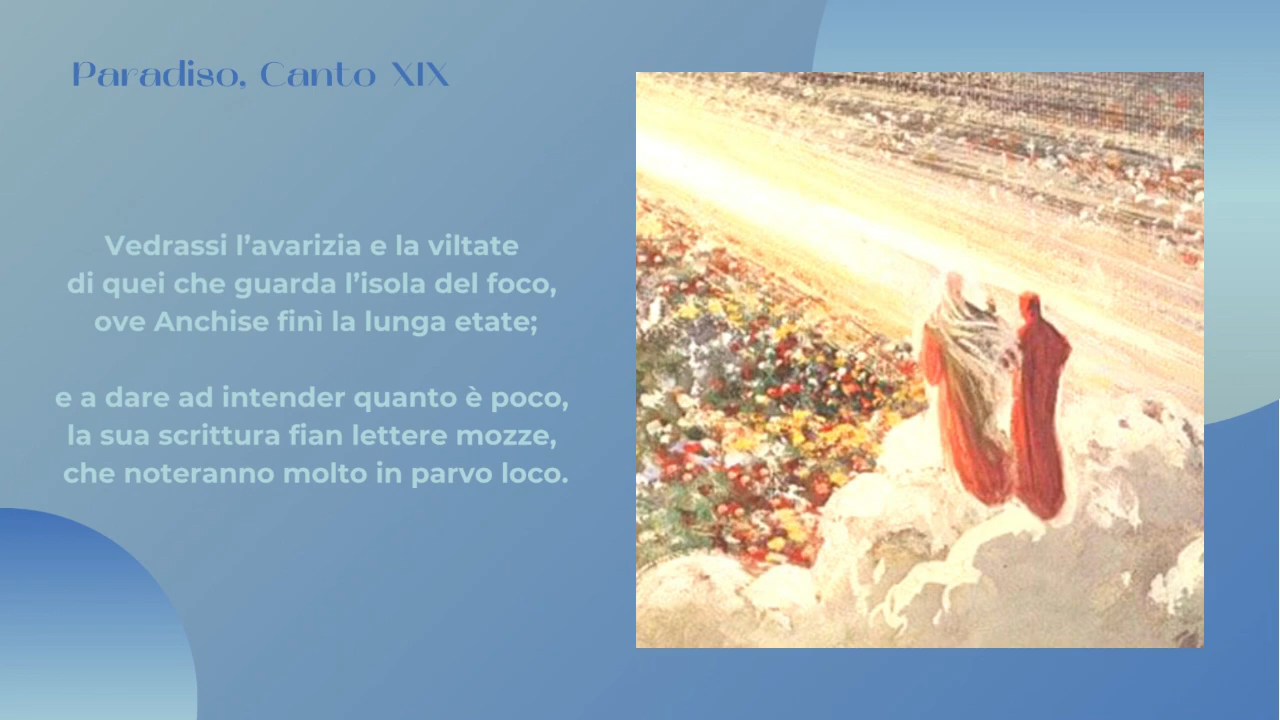 Paradiso, Canto XIX
Vedrassi l’avarizia e la viltate
di quei che guarda l’isola del foco,
ove Anchise finì la lunga etate;
e a dare ad intender quanto è poco,
la sua scrittura fian lettere mozze,
che noteranno molto in parvo loco.